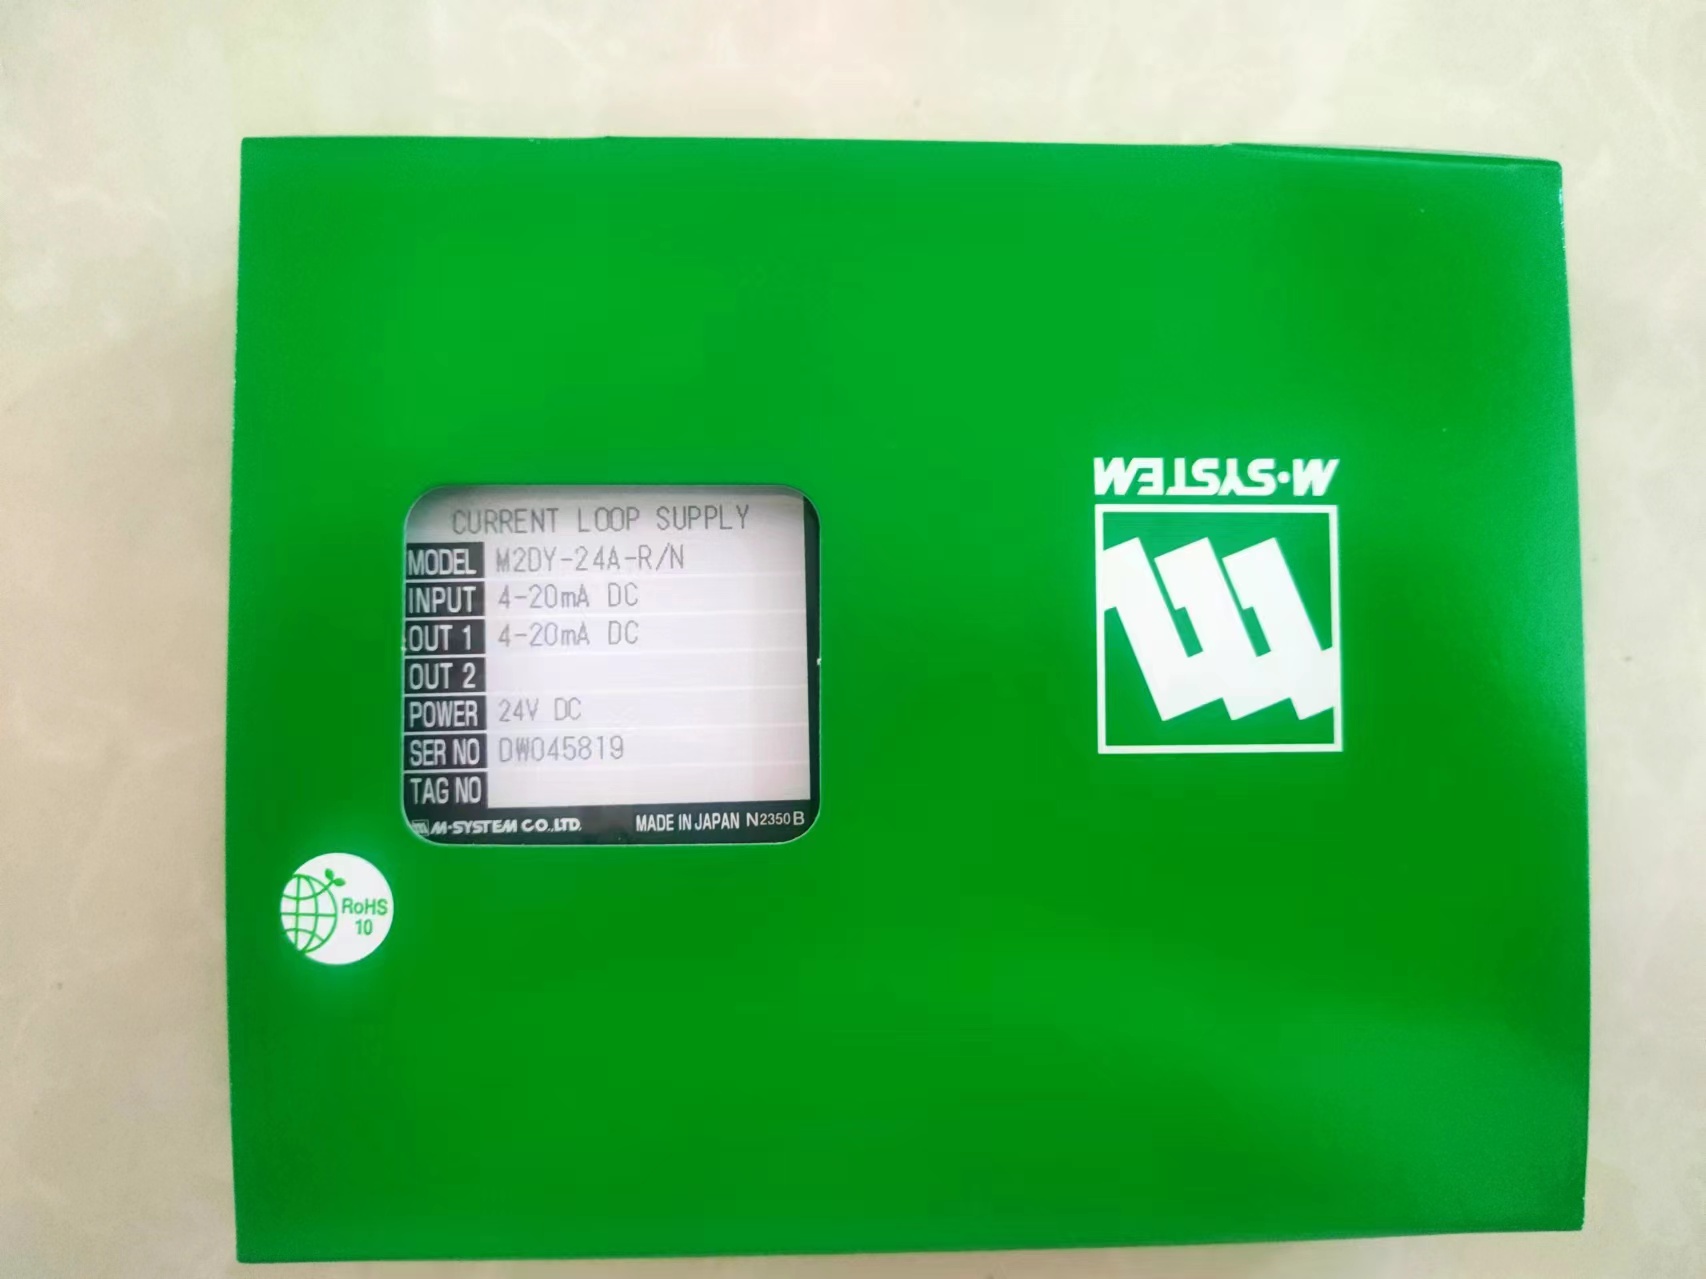 M·SYSTEM
CURRENT LOOP SUPPLY
MODEL M2DY-24A-R/N
INPUT 4-20mA DC
OUT 1 4-20mA DC
OUT 2
POWER 24V DC
SER NO DW045819
TAG NO
M·SYSTEM CO.,LTD. MADE IN JAPAN N2350B
RoHS
10